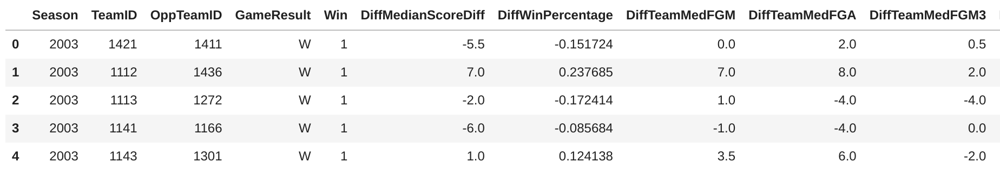 Season TeamID OppTeamID GameResult Win DiffMedianScoreDiff DiffWinPercentage DiffTeamMedFGM DiffTeamMedFGA DiffTeamMedFGM3
0 2003 1421 1411 W 1 -5.5 -0.151724 0.0 2.0 0.5
1 2003 1112 1436 W 1 7.0 0.237685 7.0 8.0 2.0
2 2003 1113 1272 W 1 -2.0 -0.172414 1.0 -4.0 -4.0
3 2003 1141 1166 W 1 -6.0 -0.085684 -1.0 -4.0 0.0
4 2003 1143 1301 W 1 1.0 0.124138 3.5 6.0 -2.0